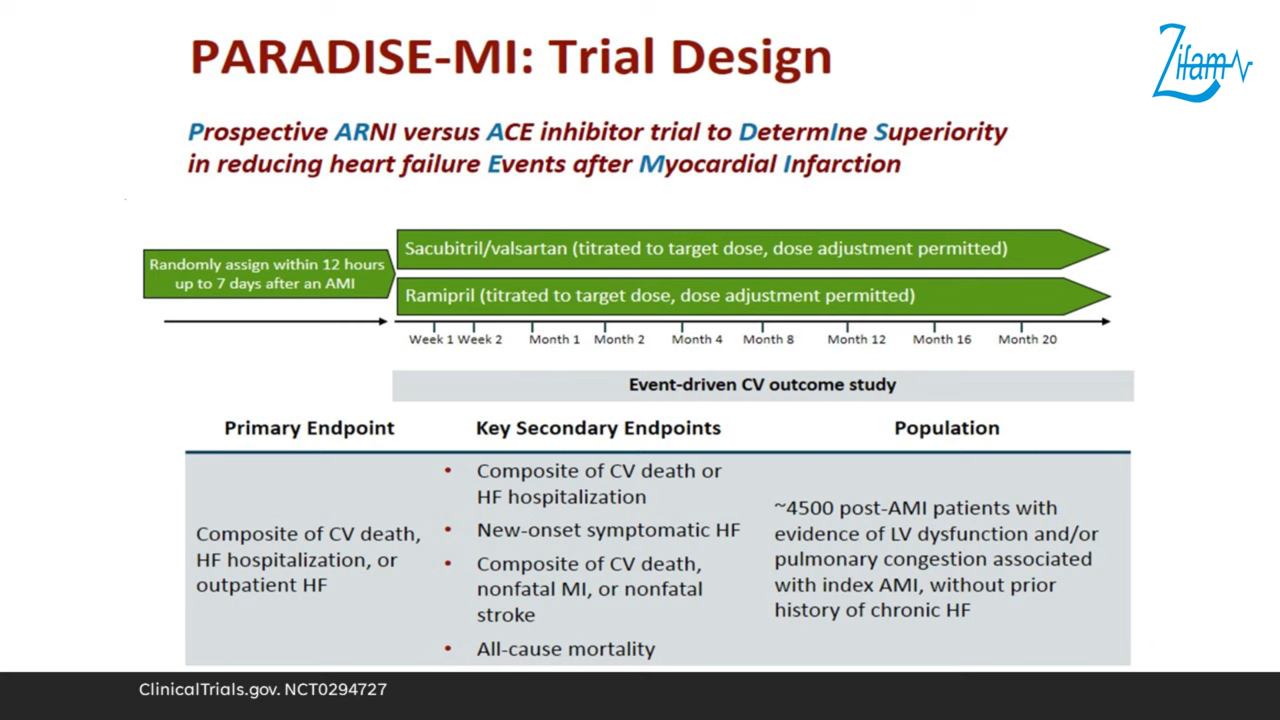 PARADISE-MI: Trial Design
Zifam
Prospective ARNI versus ACE inhibitor trial to DetermIne Superiority
in reducing heart failure Events after Myocardial Infarction
Randomly assign within 12 hours
up to 7 days after an AMI
Sacubitril/valsartan (titrated to target dose, dose adjustment permitted)
Ramipril (titrated to target dose, dose adjustment permitted)
Week 1 Week 2 Month 1 Month 2 Month 4 Month 8 Month 12 Month 16 Month 20
Event-driven CV outcome study
Primary Endpoint
Composite of CV death,
HF hospitalization, or
outpatient HF
Key Secondary Endpoints
• Composite of CV death or
HF hospitalization
• New-onset symptomatic HF
• Composite of CV death,
nonfatal MI, or nonfatal
stroke
• All-cause mortality
Population
~4500 post-AMI patients with
evidence of LV dysfunction and/or
pulmonary congestion associated
with index AMI, without prior
history of chronic HF
ClinicalTrials.gov. NCT0294727